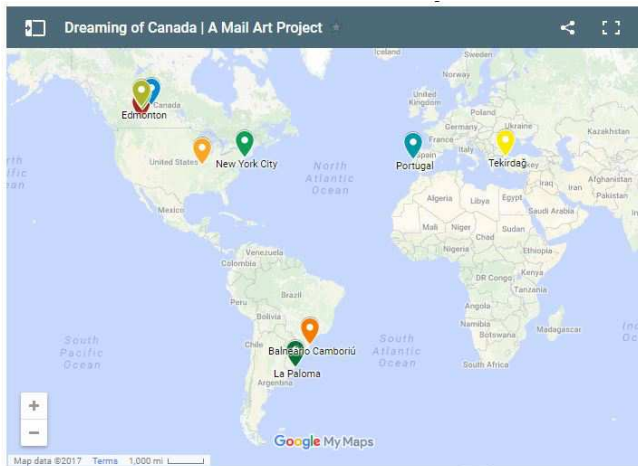 Dreaming of Canada | A Mail Art Project
Iceland
Sweden
Norway
Canada
Edmonton
United
Kingdom
Germany
Ukraine
Kazakhstan
France
Italy
United States
New York City
North
Atlantic
Ocean
Portugal
Spain
Tekirdağ
Turkey
Iraq
Iran
Afghanistan
Pakistan
Algeria
Libya
Egypt
Saudi Arabia
Mexico
Mali
Niger
Chad
Sudan
Nigeria
Ethiopia
Venezuela
Colombia
DR Congo
Kenya
Tanzania
Peru
Brazil
Bolivia
Angola
Namibia
Botswana
Madagascar
South
Pacific
Ocean
Chile
Balneário Camboriú
South
Atlantic
Ocean
South Africa
La Paloma
Argentina
+
−
Google My Maps
Map data ©2017 Terms 1,000 mi